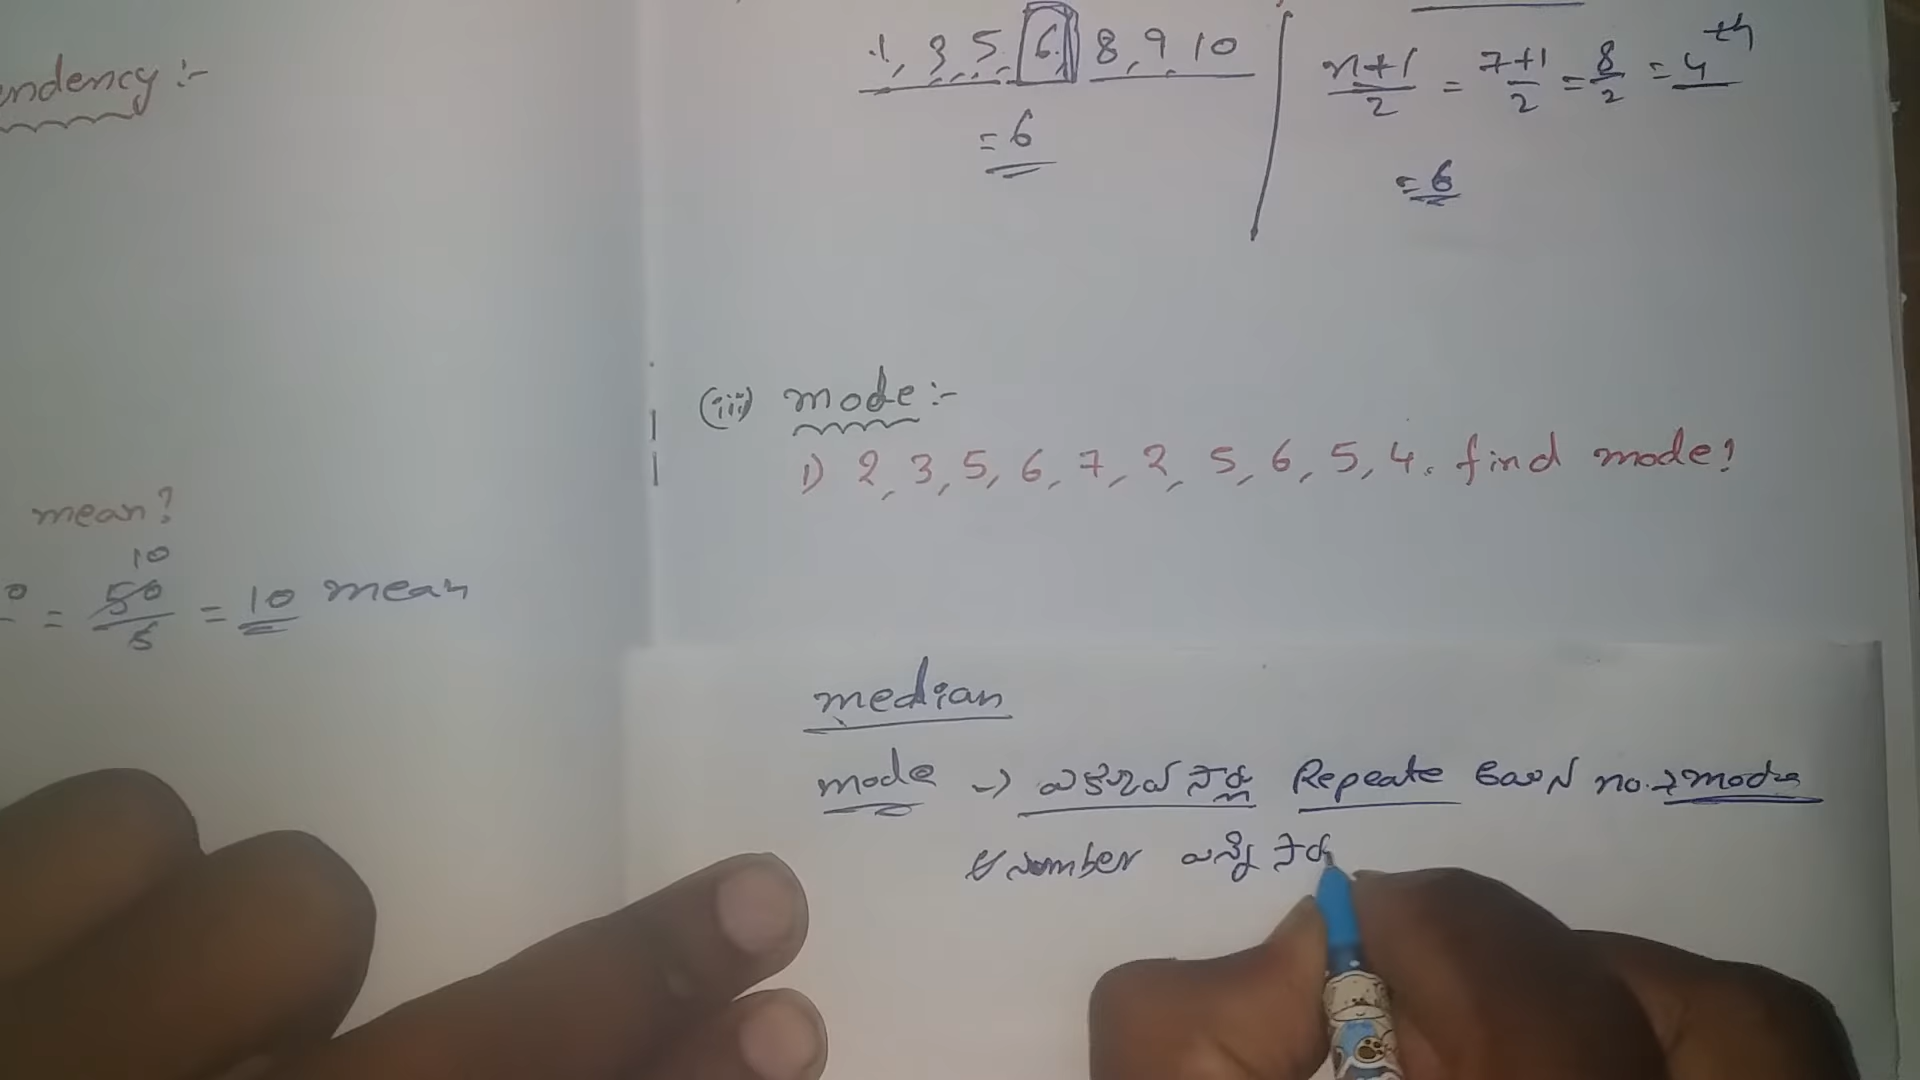 ndency:-
mean?
10
= 50/5 = 10 mean
1, 3, 5, 6, 8, 9, 10
= 6
n+1/2 = 7+1/2 = 8/2 = 4th
= 6
(iii) mode:-
1) 2, 3, 5, 6, 7, 2, 5, 6, 5, 4. find mode?
median
mode → Repeate no. → mode
number